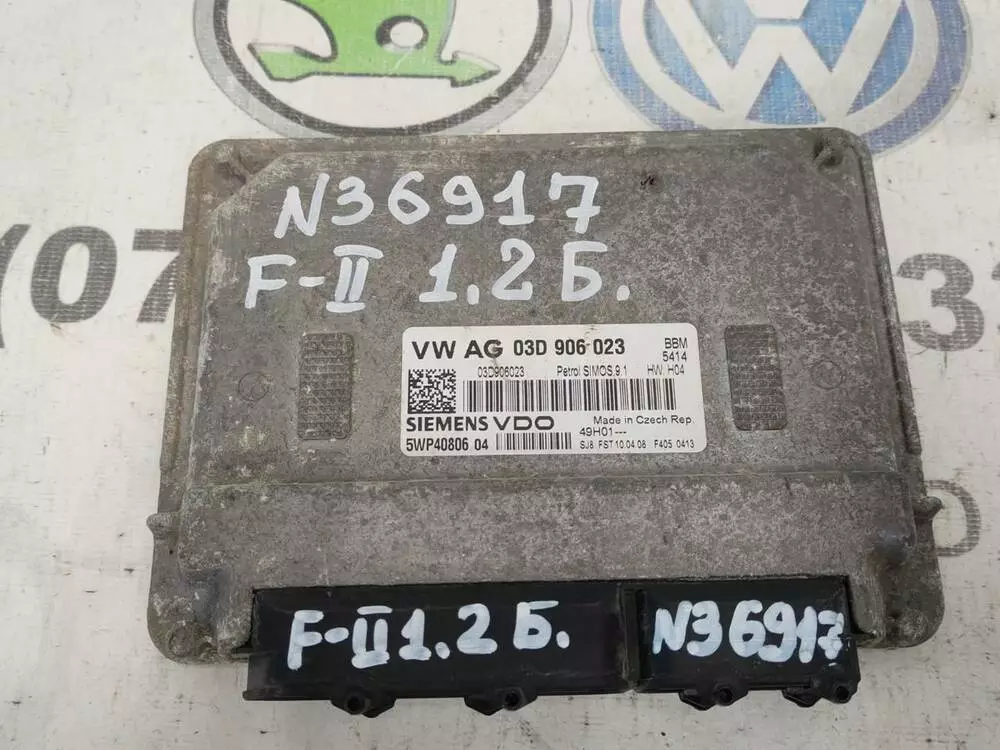 (07
33
N36917
F-II 1.2 Б.
VW AG 03D 906 023
BBM
5414
03D906023 Petrol SIMOS 9.1 HW: H04
SIEMENS VDO
Made in Czech Rep.
49H01---
5WP40806 04
SJ8 FST 10.04.08 F405 0413
F-II 1.2 Б.
N36917